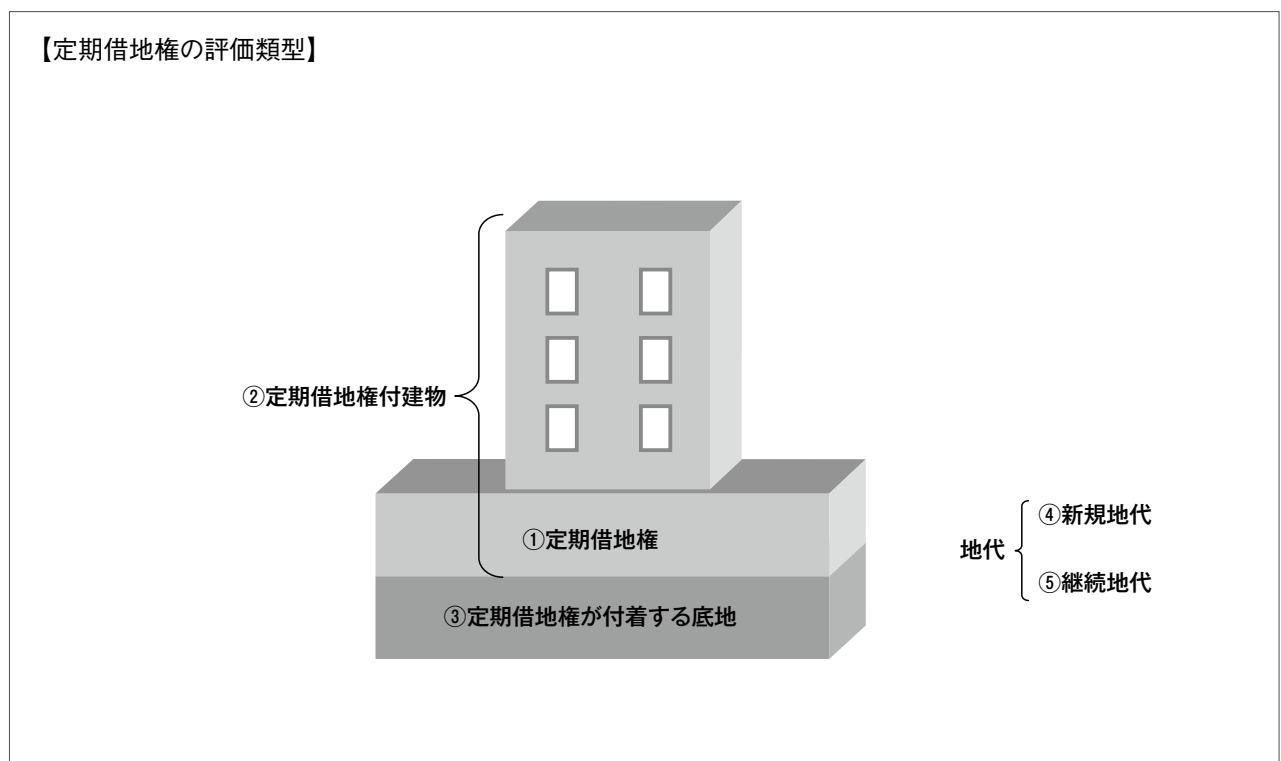 【定期借地権の評価類型】
②定期借地権付建物
①定期借地権
③定期借地権が付着する底地
地代
④新規地代
⑤継続地代